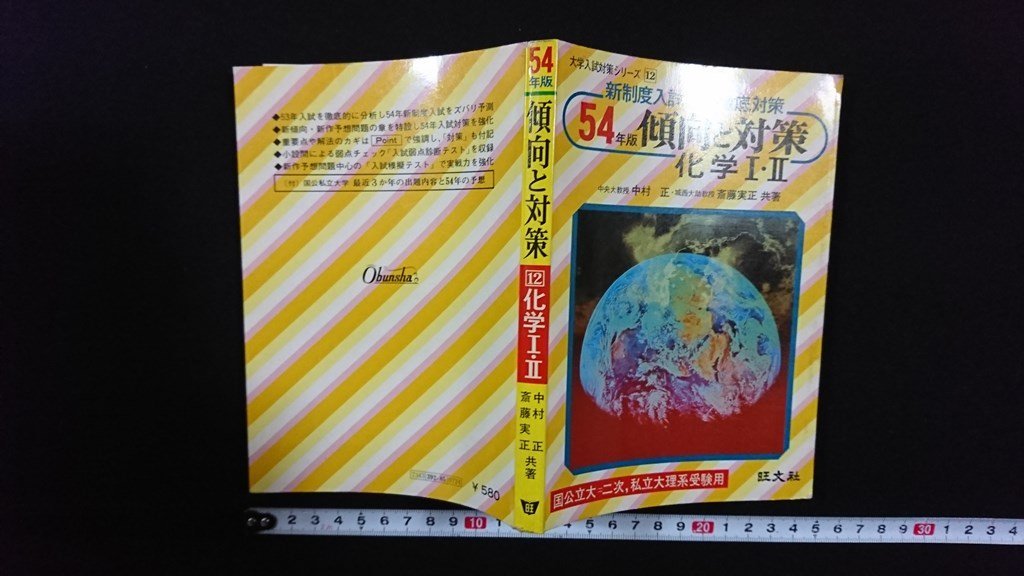 ◆53年入試を徹底的に分析し54年新制度入試をズバリ予測
◆新傾向・新作予想問題の章を特設し54年入試対策を強化
◆重要点や解法のカギは Point で強調し、「対策」も付記
◆小設問による弱点チェック「入試弱点診断テスト」を収録
◆新作予想問題中心の「入試模擬テスト」で実戦力を強化
〔付〕国公私立大学 最近3か年の出題内容と54年の予想
Obunsha
¥580
54年版
傾向と対策
12 化学I・II
中村 正
斎藤実正 共著
旺
大学入試対策シリーズ 12
新制度入試 対策
54年版 傾向と対策
化学I・II
中央大教授 中村 正・城西大助教授 斎藤実正 共著
国公立大二次,私立大理系受験用
旺文社
2 3 4 5 6 7 8 9 10 1 20 1 2 3 4 5 6 7 8 9 30 1 2 3 4